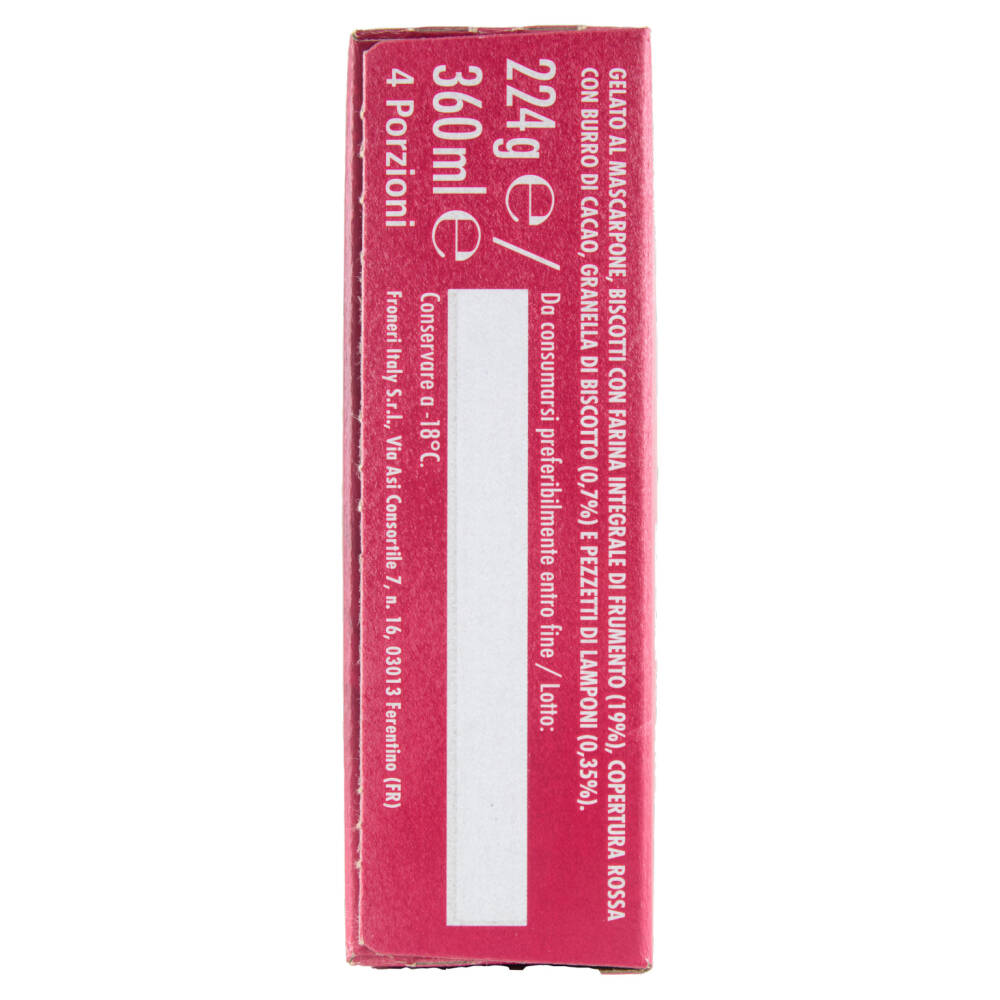 GELATO AL MASCARPONE, BISCOTTI CON FARINA INTEGRALE DI FRUMENTO (19%), COPERTURA ROSSA
CON BURRO DI CACAO, GRANELLA DI BISCOTTO (0,7%) E PEZZETTI DI LAMPONI (0,35%).
224g ℮ /
360ml ℮
4 Porzioni
Da consumarsi preferibilmente entro fine / Lotto:
Conservare a -18°C.
Froneri Italy S.r.l., Via Asi Consortile 7, n. 16, 03013 Ferentino (FR)